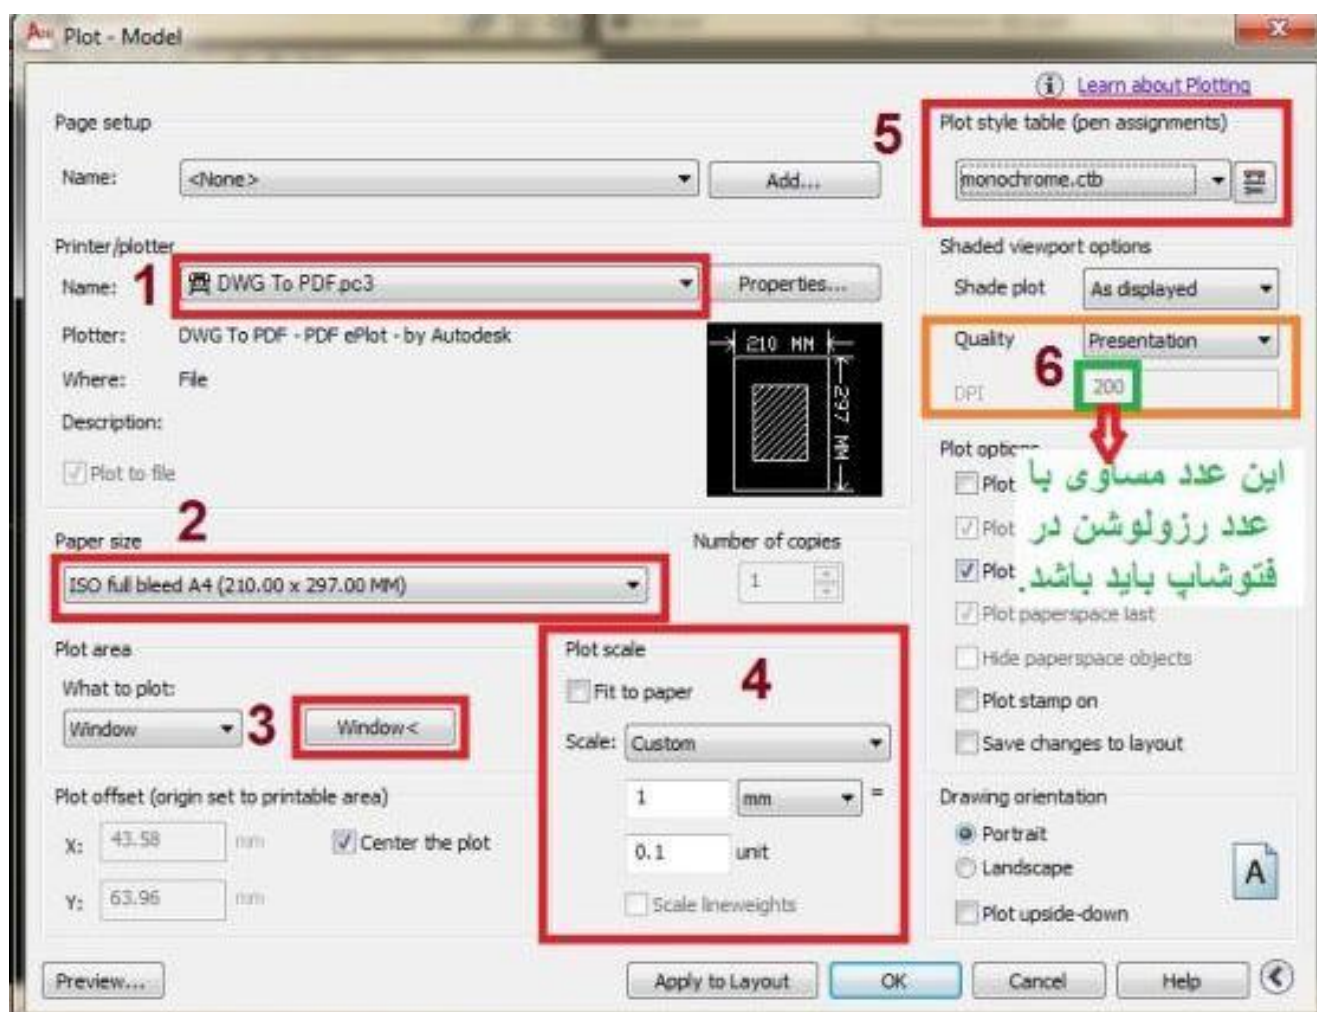 Plot - Model
Learn about Plotting
Page setup
Name:
<None>
Add...
5
Plot style table (pen assignments)
monochrome.ctb
Printer/plotter
Name:
1
DWG To PDF.pc3
Properties...
Plotter:
DWG To PDF - PDF ePlot - by Autodesk
Where:
File
Description:
Plot to file
210 MM
297 MM
Shaded viewport options
Shade plot
As displayed
Quality
Presentation
6
DPI
200
2
Paper size
ISO full bleed A4 (210.00 x 297.00 MM)
Number of copies
1
Plot options
Plot
Plot
Plot
این عدد مساوی با
عدد رزولوشن در
فتوشاپ باید باشد.
Plot paperspace last
Hide paperspace objects
Plot stamp on
Save changes to layout
Plot area
What to plot:
Window
3
Window<
Plot scale
4
Fit to paper
Scale:
Custom
1
mm
=
0.1
unit
Scale lineweights
Plot offset (origin set to printable area)
X:
43.58
mm
Center the plot
Y:
63.96
mm
Drawing orientation
Portrait
Landscape
Plot upside-down
A
Preview...
Apply to Layout
OK
Cancel
Help